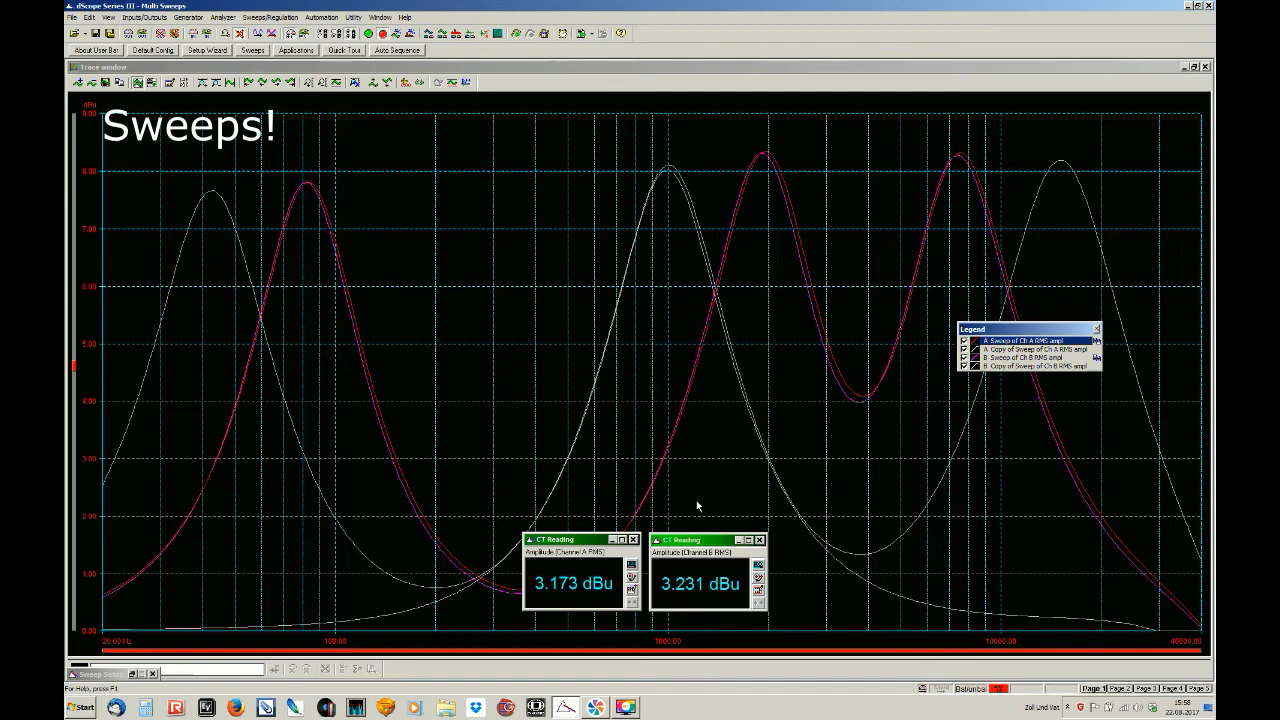 dScope Series III - Multi Sweeps
File Edit View Inputs/Outputs Generator Analyzer Sweeps/Regulation Automation Utility Window Help
About User Bar Default Config Setup Wizard Sweeps Applications Quick Tour Auto Sequence
Trace window
dBu
9.00
Sweeps!
8.00
7.00
6.00
5.00
4.00
3.00
2.00
1.00
0.00
Legend
A Sweep of Ch A RMS ampl
A Copy of Sweep of Ch A RMS ampl
B Sweep of Ch B RMS ampl
B Copy of Sweep of Ch B RMS ampl
CT Reading
Amplitude (Channel A RMS)
3.173 dBu
CT Reading
Amplitude (Channel B RMS)
3.231 dBu
20.00 Hz 100.00 1000.00 10000.00 40000.00
Sweep Setup
For Help, press F1
Bal/unbal
Page 1 Page 2 Page 3 Page 4 Page 5
Start
Zoll Und Vat
15:58
22.08.2017